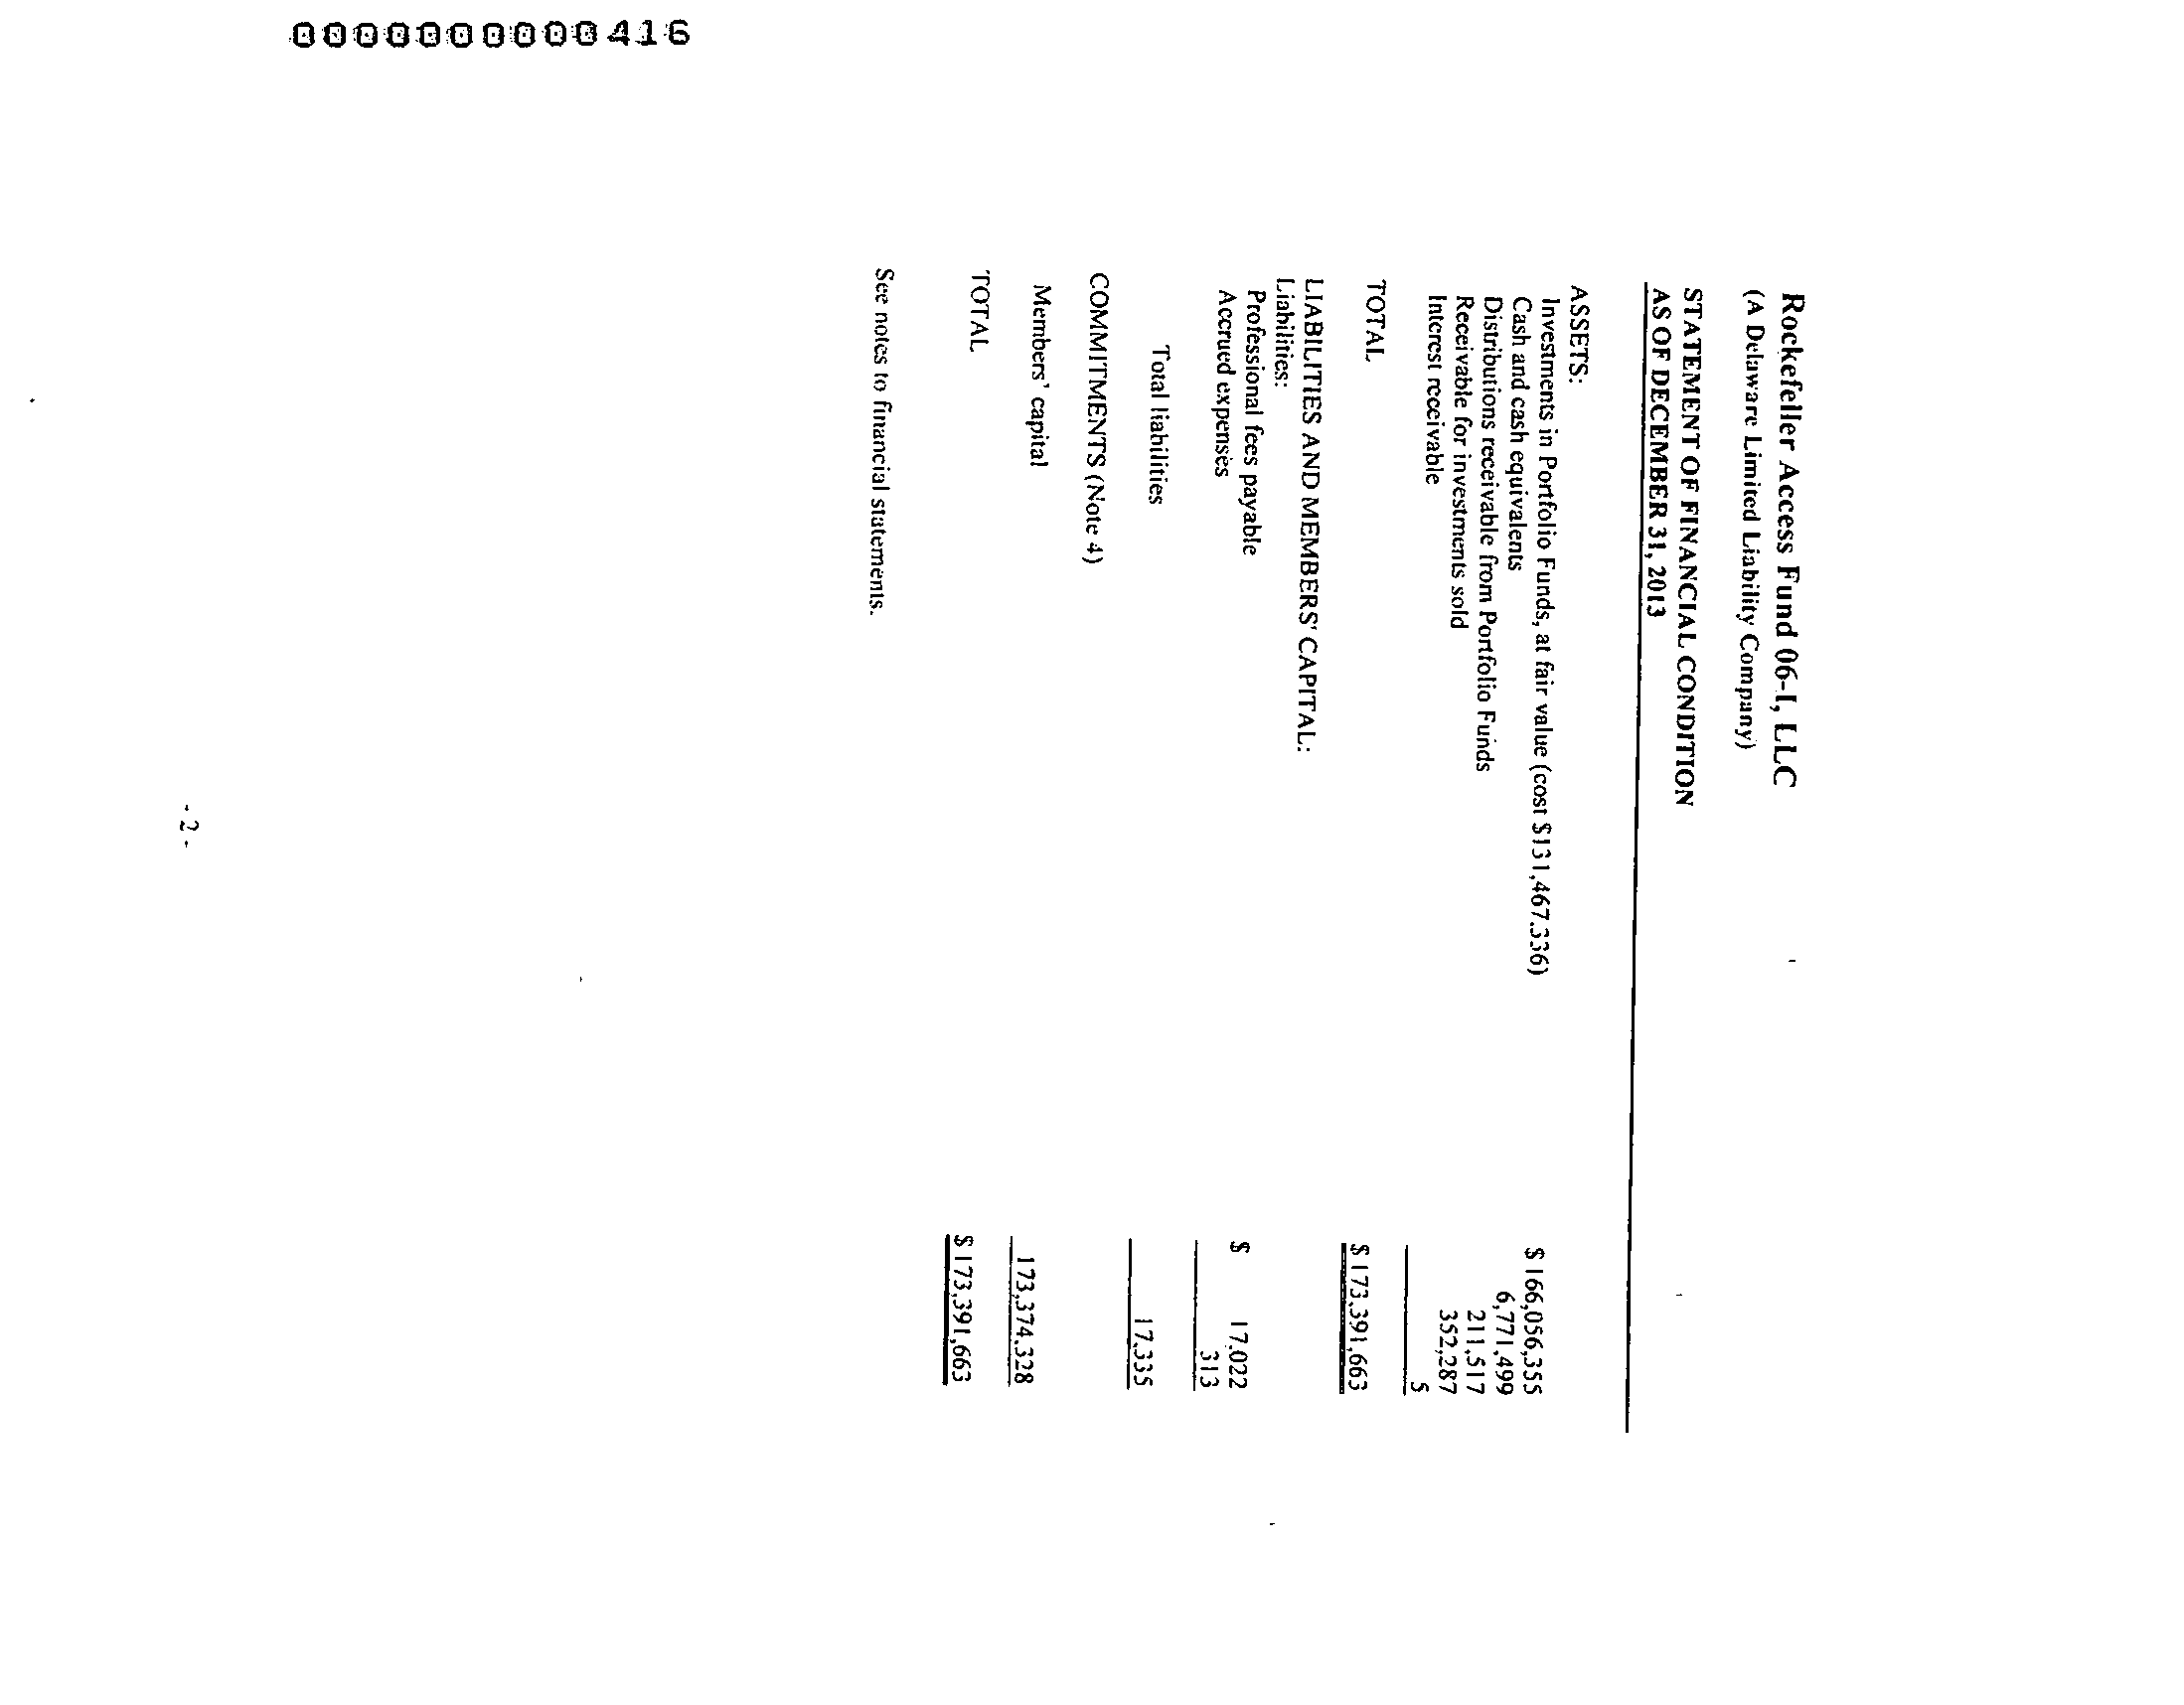 0000000000416
Rockefeller Access Fund 06-I, LLC
(A Delaware Limited Liability Company)
STATEMENT OF FINANCIAL CONDITION
AS OF DECEMBER 31, 2013
ASSETS:
Investments in Portfolio Funds, at fair value (cost $131,467,336) $ 166,056,355
Cash and cash equivalents 6,771,499
Distributions receivable from Portfolio Funds 211,517
Receivable for investments sold 352,287
Interest receivable 5
TOTAL $ 173,391,663
LIABILITIES AND MEMBERS' CAPITAL:
Liabilities:
Professional fees payable $ 17,022
Accrued expenses 313
Total liabilities 17,335
COMMITMENTS (Note 4)
Members' capital 173,374,328
TOTAL $ 173,391,663
See notes to financial statements.
- 2 -